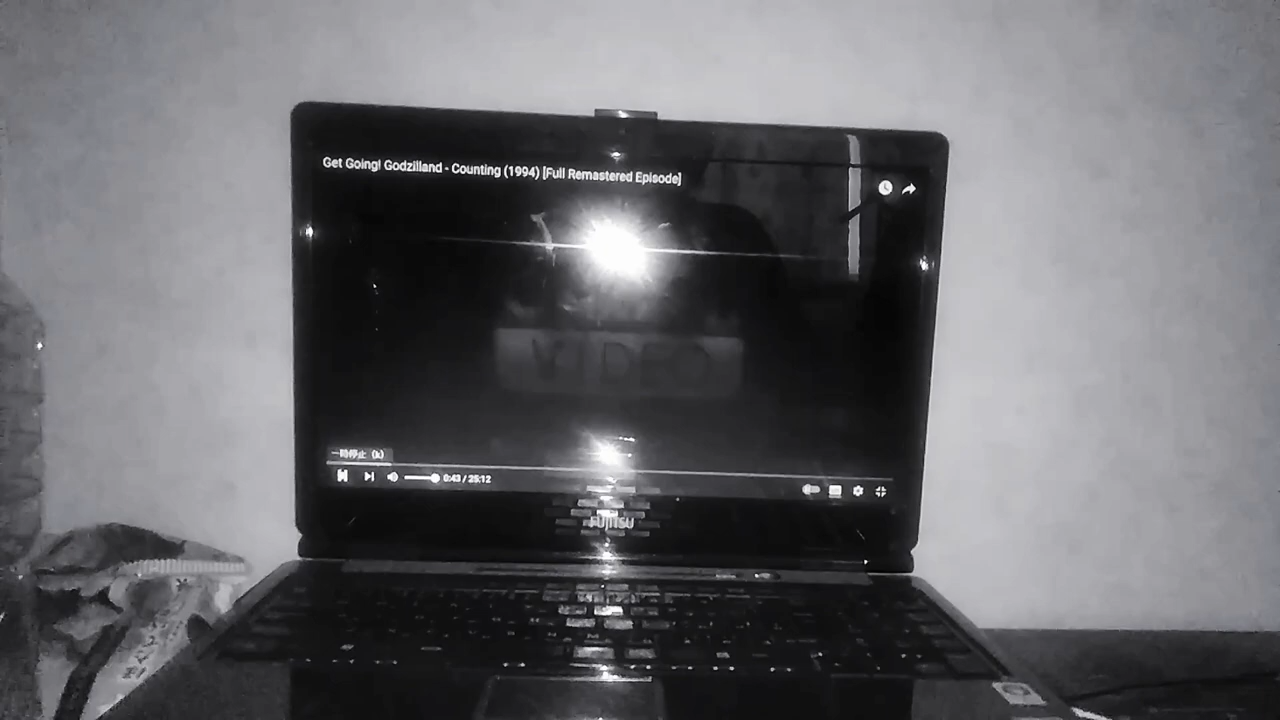 Get Going! Godzilland - Counting (1994) [Full Remastered Episode]
VIDEO
一時停止 (k)
0:43 / 25:12
FUJITSU